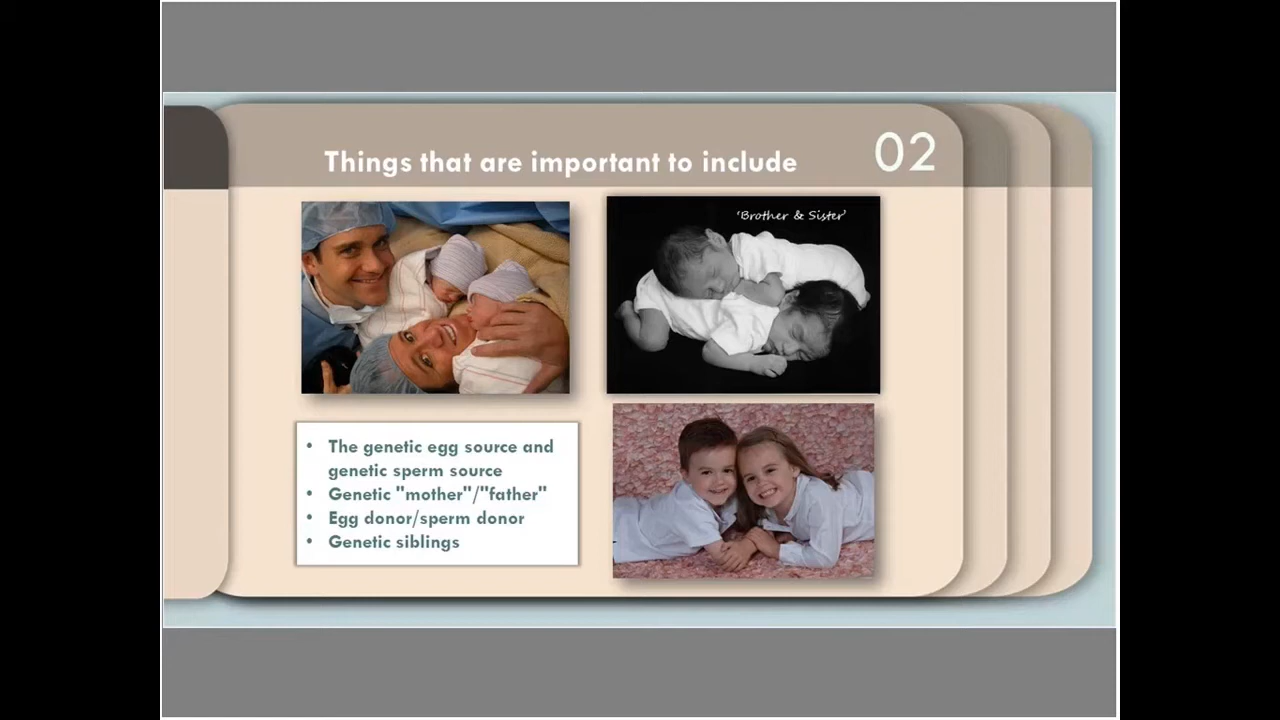 Things that are important to include
02
'Brother & Sister'
• The genetic egg source and
genetic sperm source
• Genetic "mother"/"father"
• Egg donor/sperm donor
• Genetic siblings